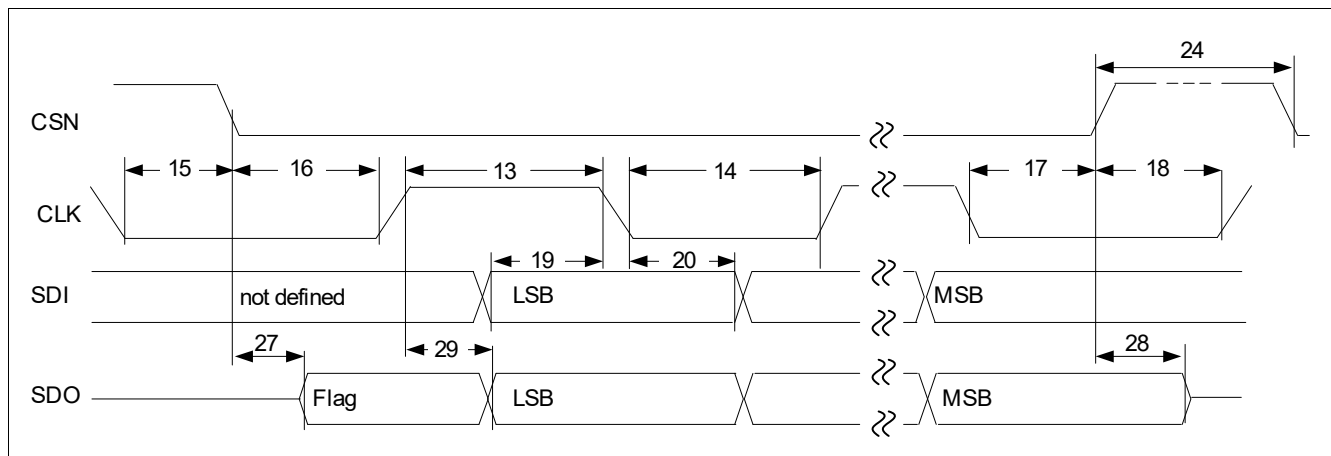 24
CSN
15
16
13
14
17
18
CLK
19
20
SDI
not defined
LSB
MSB
27
29
28
SDO
Flag
LSB
MSB